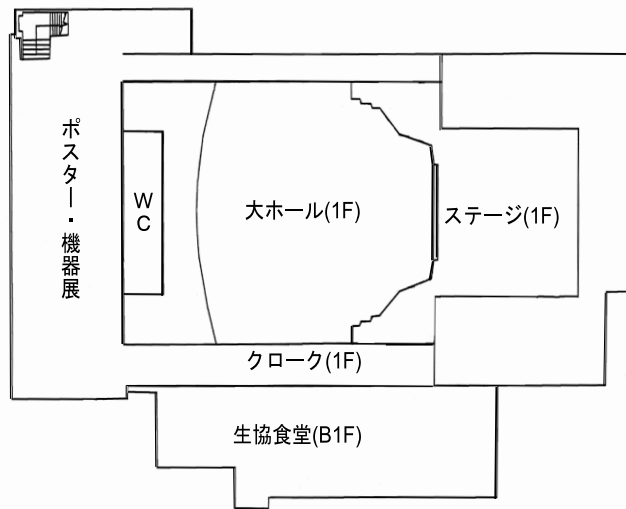 ポスター・機器展
WC
大ホール(1F)
ステージ(1F)
クローク(1F)
生協食堂(B1F)